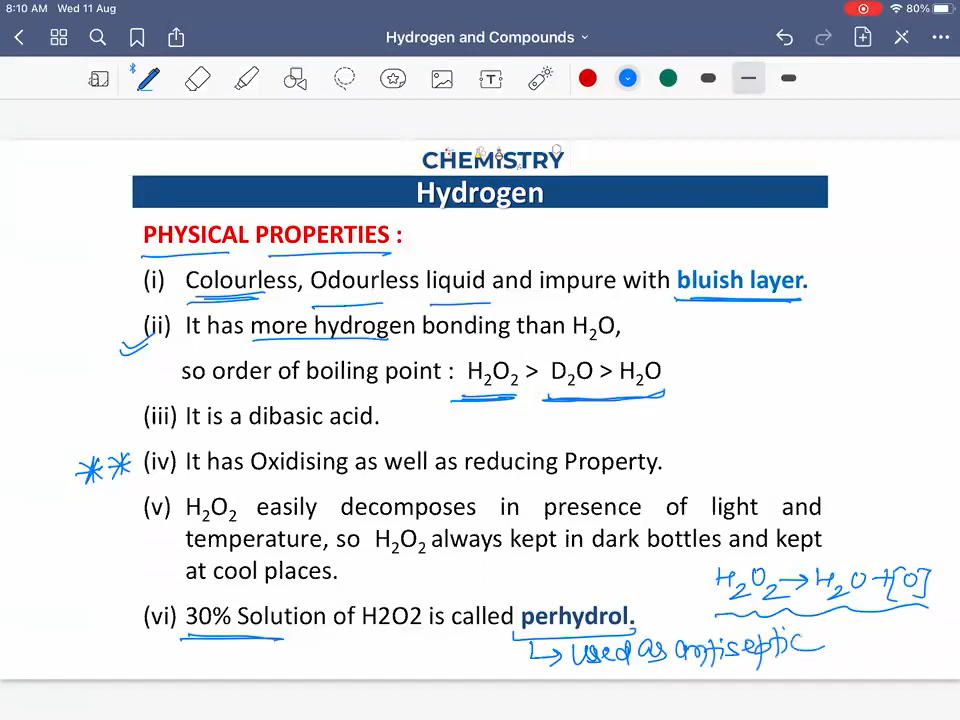 8:10 AM Wed 11 Aug
80%
Hydrogen and Compounds
T
CHEMISTRY
Hydrogen
PHYSICAL PROPERTIES :
(i) Colourless, Odourless liquid and impure with bluish layer.
(ii) It has more hydrogen bonding than H₂O,
so order of boiling point : H₂O₂ > D₂O > H₂O
(iii) It is a dibasic acid.
** (iv) It has Oxidising as well as reducing Property.
(v) H₂O₂ easily decomposes in presence of light and
temperature, so H₂O₂ always kept in dark bottles and kept
at cool places.
H₂O₂ → H₂O + [O]
(vi) 30% Solution of H2O2 is called perhydrol.
↳ used as antiseptic